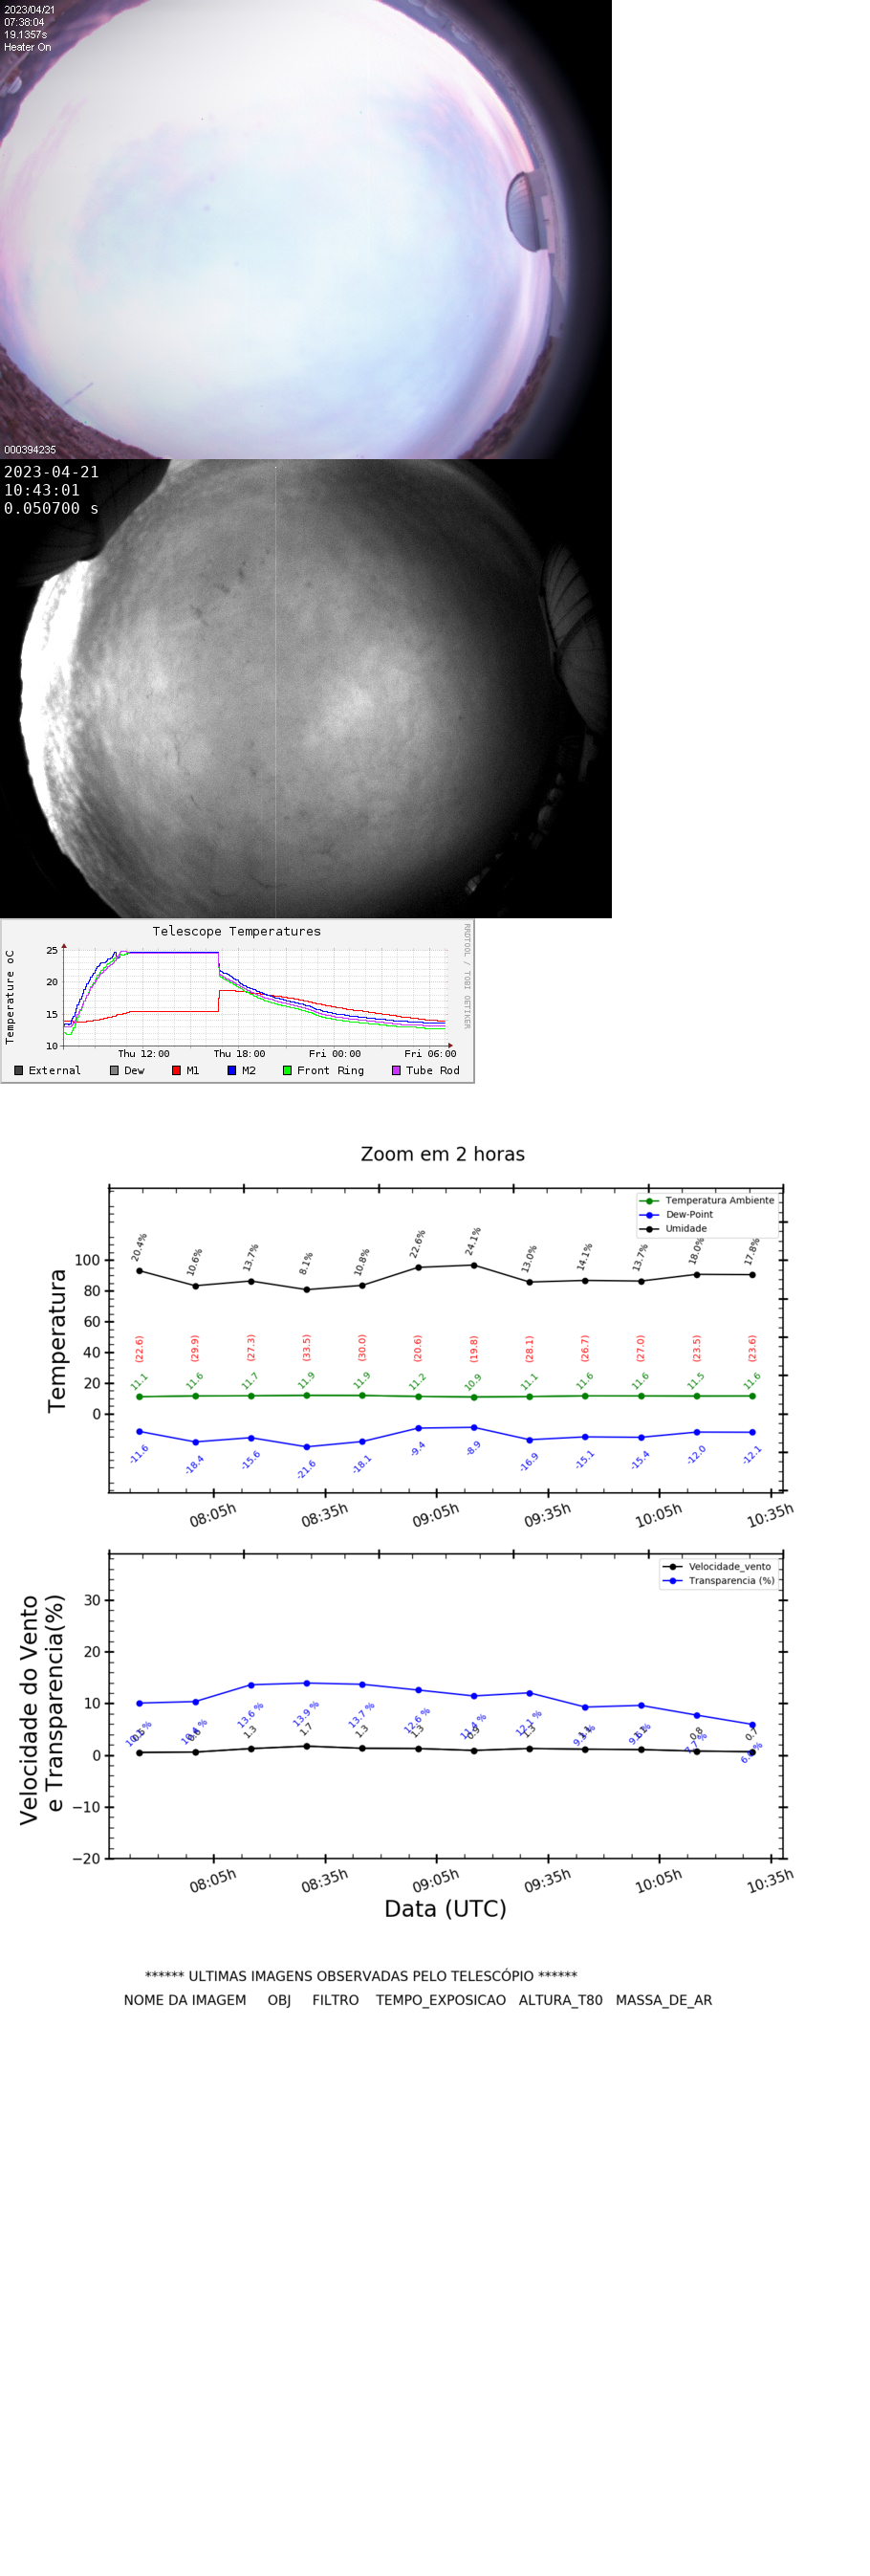 2023/04/21
07:38:04
19.1357s
Heater On
000394235
2023-04-21
10:43:01
0.050700 s
Telescope Temperatures
RRDTOOL / TOBI OETIKER
Temperature oC
25
20
15
10
Thu 12:00 Thu 18:00 Fri 00:00 Fri 06:00
External Dew M1 M2 Front Ring Tube Rod
Zoom em 2 horas
Temperatura Ambiente
Dew-Point
Umidade
Temperatura
100
80
60
40
20
0
20.4% 10.6% 13.7% 8.1% 10.8% 22.6% 24.1% 13.0% 14.1% 13.7% 18.0% 17.8%
(22.6) (29.9) (27.3) (33.5) (30.0) (20.6) (19.8) (28.1) (26.7) (27.0) (23.5) (23.6)
11.1 11.6 11.7 11.9 11.9 11.2 10.9 11.1 11.6 11.6 11.5 11.6
-11.6 -18.4 -15.6 -21.6 -18.1 -9.4 -8.9 -16.9 -15.1 -15.4 -12.0 -12.1
08:05h 08:35h 09:05h 09:35h 10:05h 10:35h
Velocidade_vento
Transparencia (%)
Velocidade do Vento
e Transparencia(%)
30
20
10
0
−10
−20
13.6 % 13.9 % 13.7 % 12.6 %
1.3 1.7 1.3 1.3 0.8 0.7
08:05h 08:35h 09:05h 09:35h 10:05h 10:35h
Data (UTC)
****** ULTIMAS IMAGENS OBSERVADAS PELO TELESCÓPIO ******
NOME DA IMAGEM OBJ FILTRO TEMPO_EXPOSICAO ALTURA_T80 MASSA_DE_AR